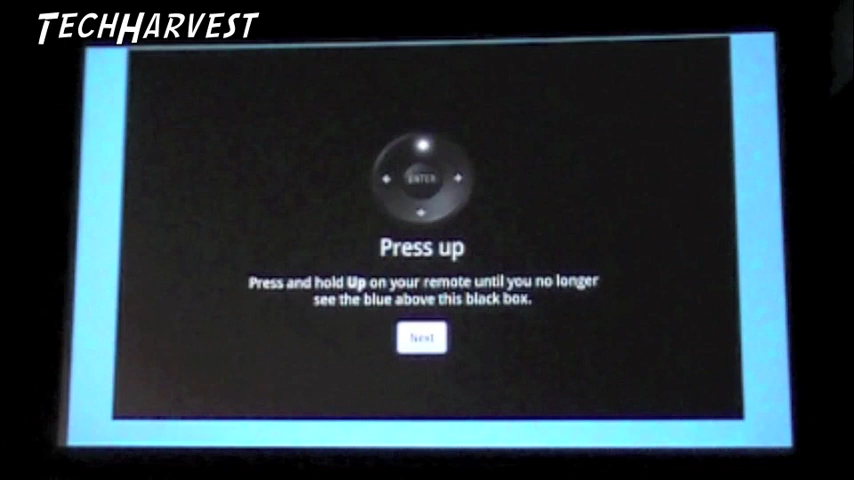 TECHHARVEST
ENTER
Press up
Press and hold Up on your remote until you no longer
see the blue above this black box.
Next